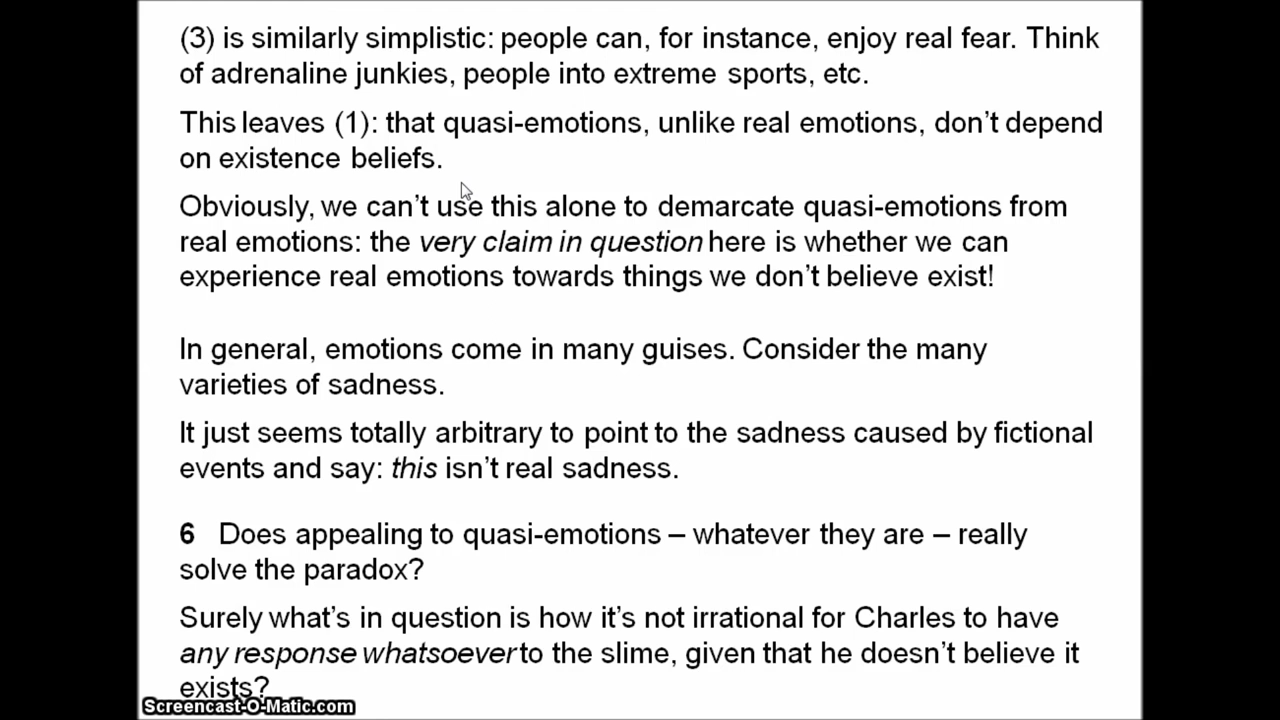 (3) is similarly simplistic: people can, for instance, enjoy real fear. Think
of adrenaline junkies, people into extreme sports, etc.
This leaves (1): that quasi-emotions, unlike real emotions, don’t depend
on existence beliefs.
Obviously, we can’t use this alone to demarcate quasi-emotions from
real emotions: the very claim in question here is whether we can
experience real emotions towards things we don’t believe exist!
In general, emotions come in many guises. Consider the many
varieties of sadness.
It just seems totally arbitrary to point to the sadness caused by fictional
events and say: this isn’t real sadness.
6 Does appealing to quasi-emotions – whatever they are – really
solve the paradox?
Surely what’s in question is how it’s not irrational for Charles to have
any response whatsoever to the slime, given that he doesn’t believe it
exists?
Screencast-O-Matic.com